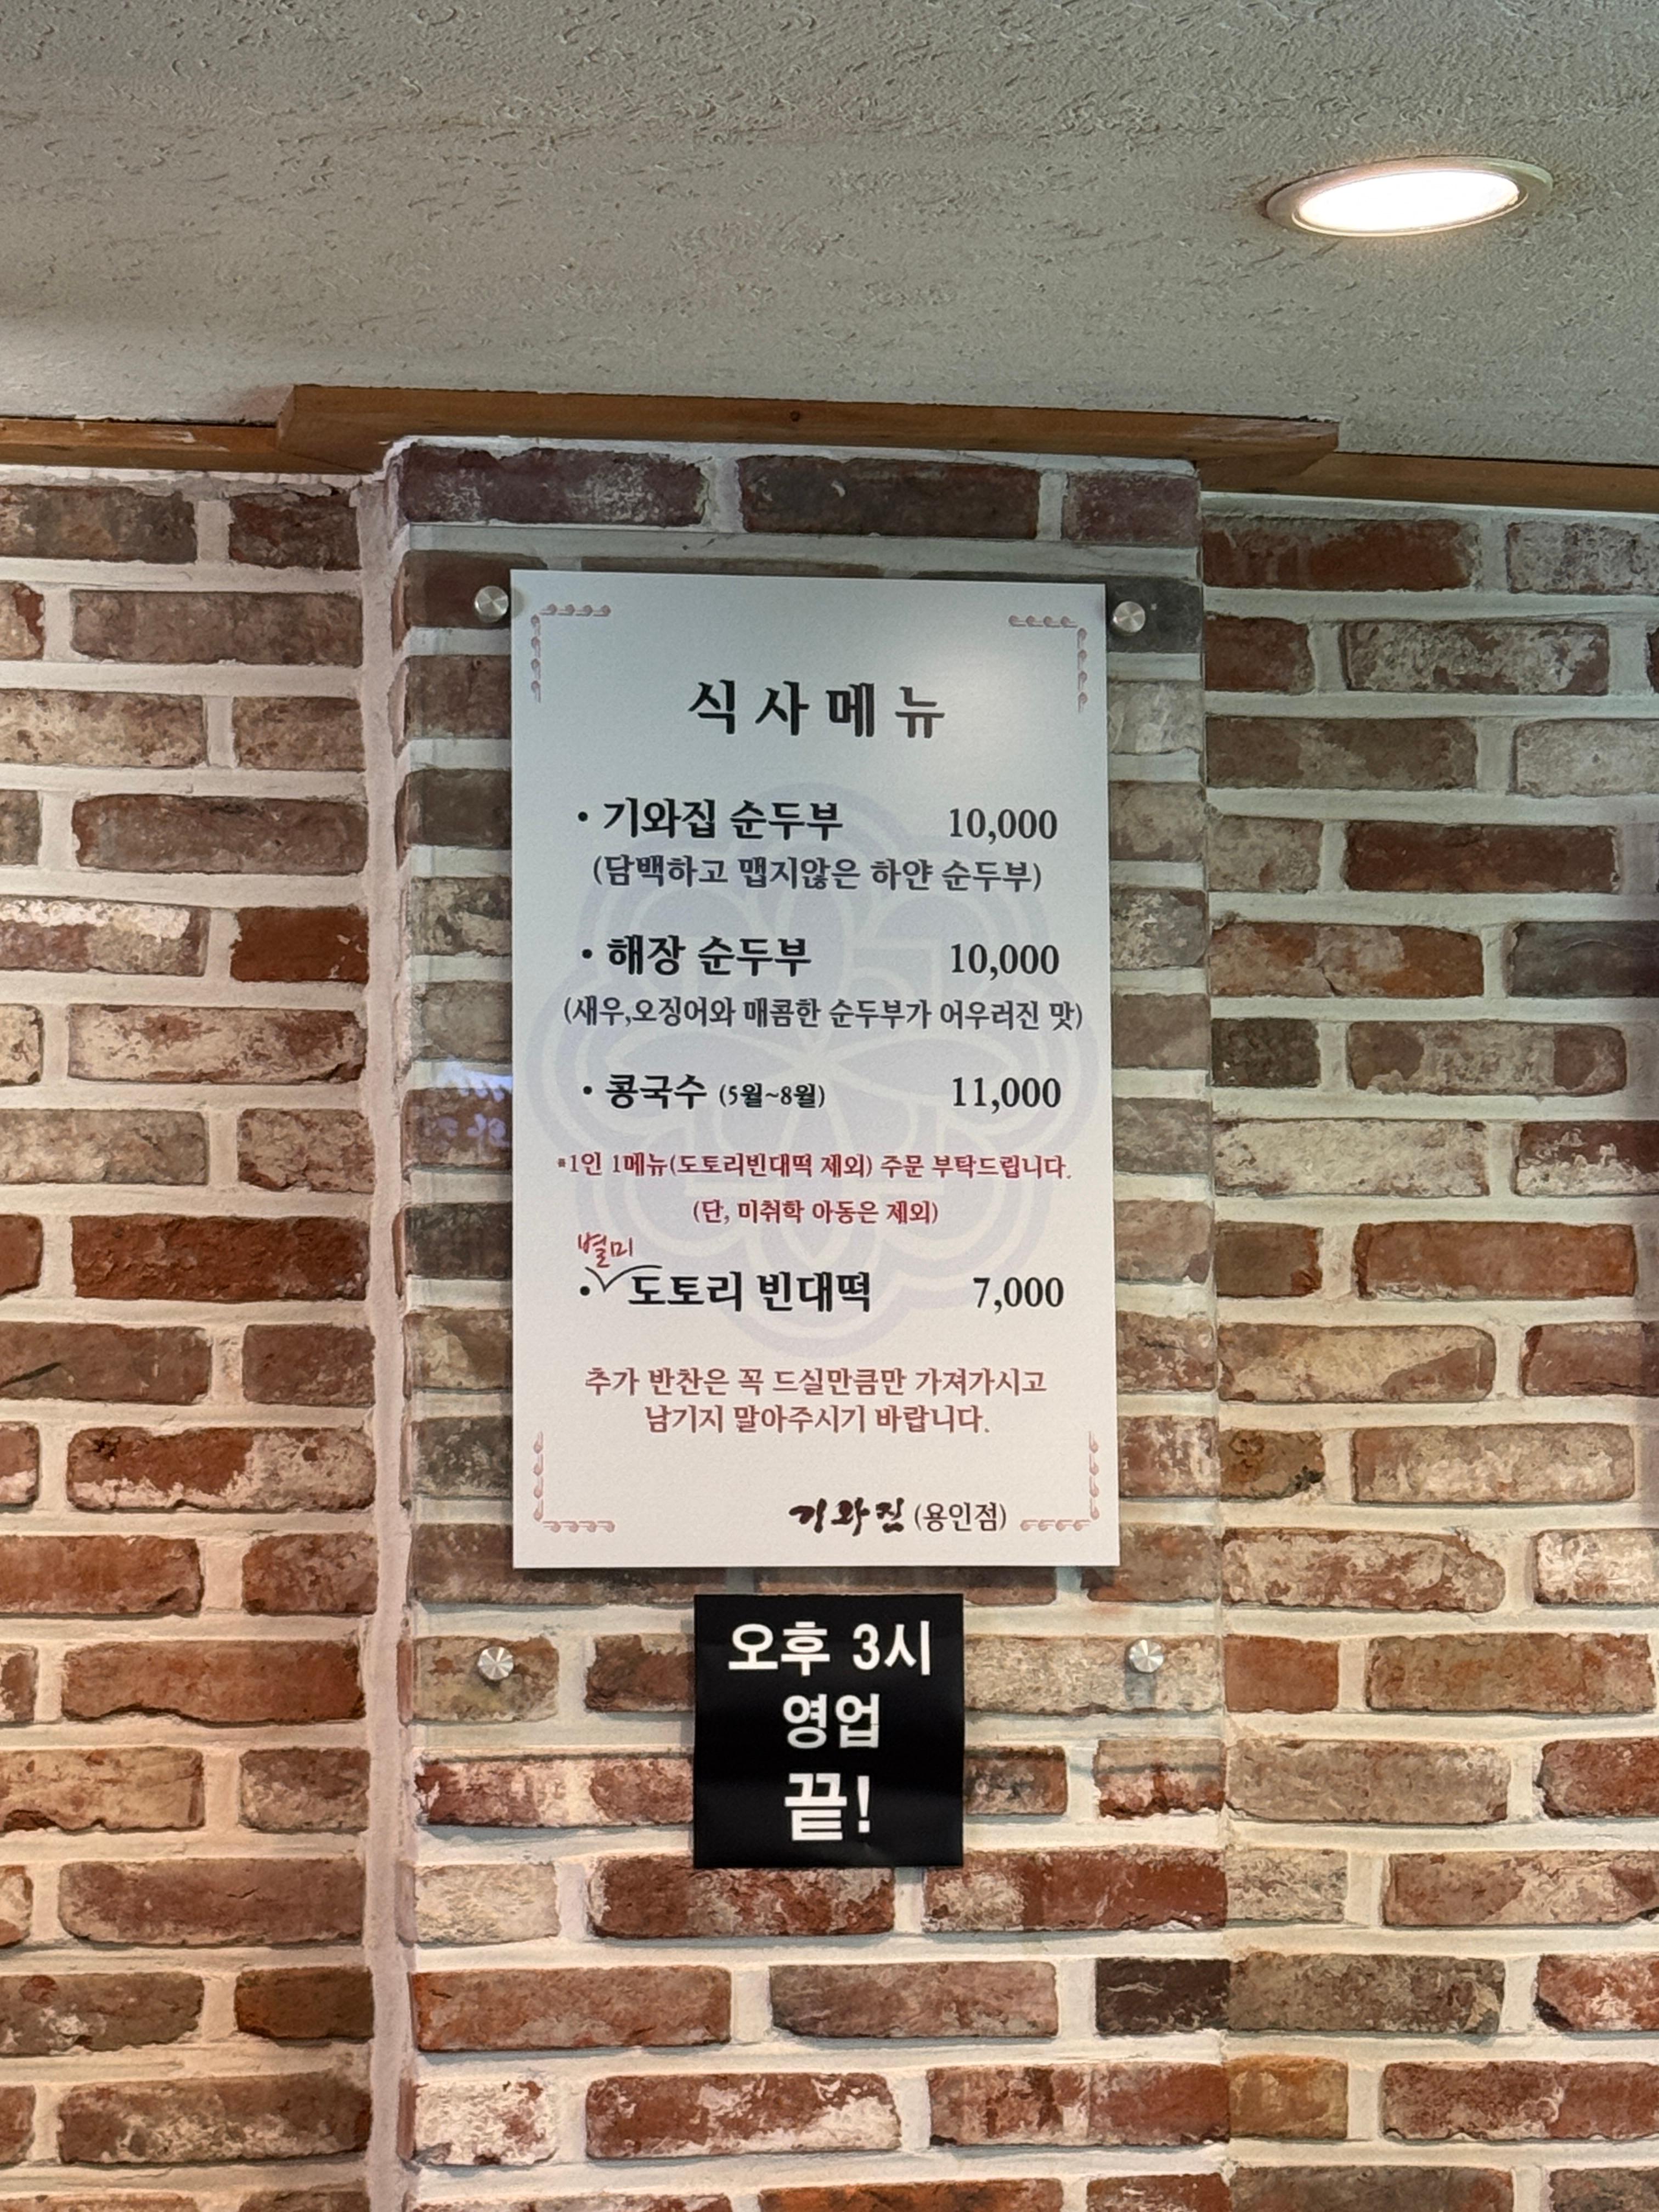 식사메뉴
• 기와집 순두부 10,000
(담백하고 맵지않은 하얀 순두부)
• 해장 순두부 10,000
(새우,오징어와 매콤한 순두부가 어우러진 맛)
• 콩국수 (5월~8월) 11,000
*1인 1메뉴(도토리빈대떡 제외) 주문 부탁드립니다.
(단, 미취학 아동은 제외)
별미
• 도토리 빈대떡 7,000
추가 반찬은 꼭 드실만큼만 가져가시고
남기지 말아주시기 바랍니다.
기와집 (용인점)
오후 3시
영업
끝!